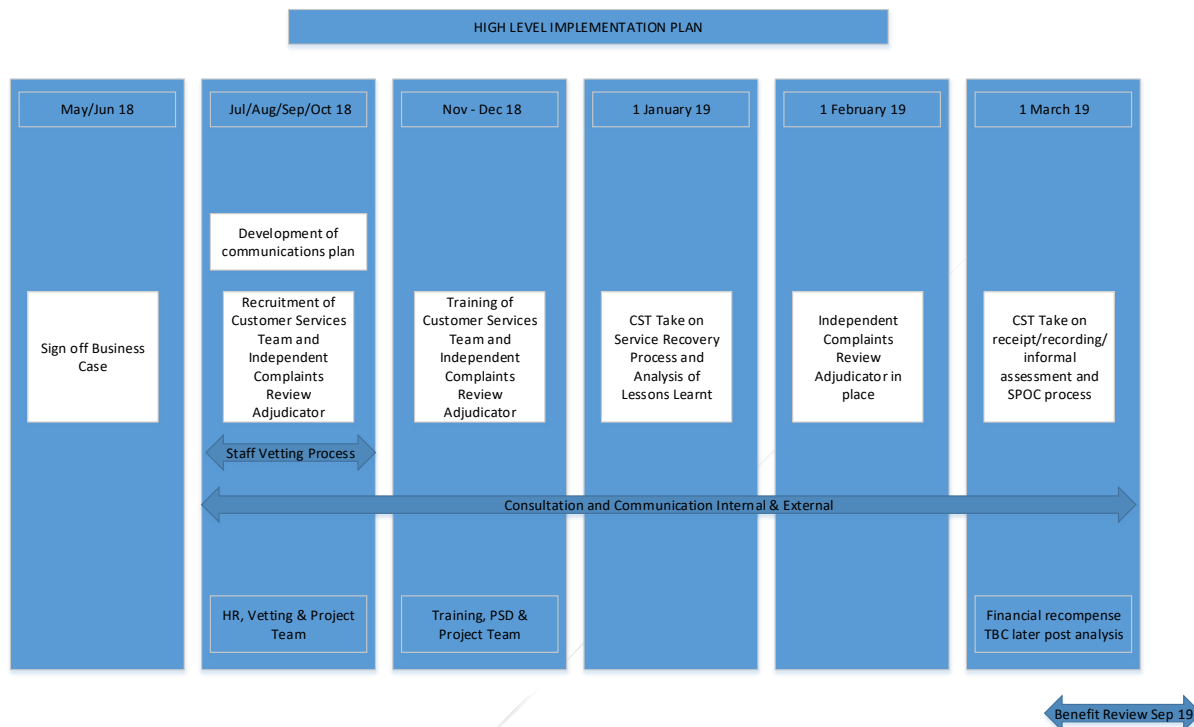 HIGH LEVEL IMPLEMENTATION PLAN
May/Jun 18
Sign off Business
Case
Jul/Aug/Sep/Oct 18
Development of
communications plan
Recruitment of
Customer Services
Team and
Independent
Complaints
Review
Adjudicator
Staff Vetting Process
HR, Vetting & Project
Team
Nov - Dec 18
Training of
Customer Services
Team and
Independent
Complaints
Review
Adjudicator
Training, PSD &
Project Team
1 January 19
CST Take on
Service Recovery
Process and
Analysis of
Lessons Learnt
1 February 19
Independent
Complaints
Review
Adjudicator in
place
1 March 19
CST Take on
receipt/recording/
informal
assessment and
SPOC process
Financial recompense
TBC later post analysis
Consultation and Communication Internal & External
Benefit Review Sep 19